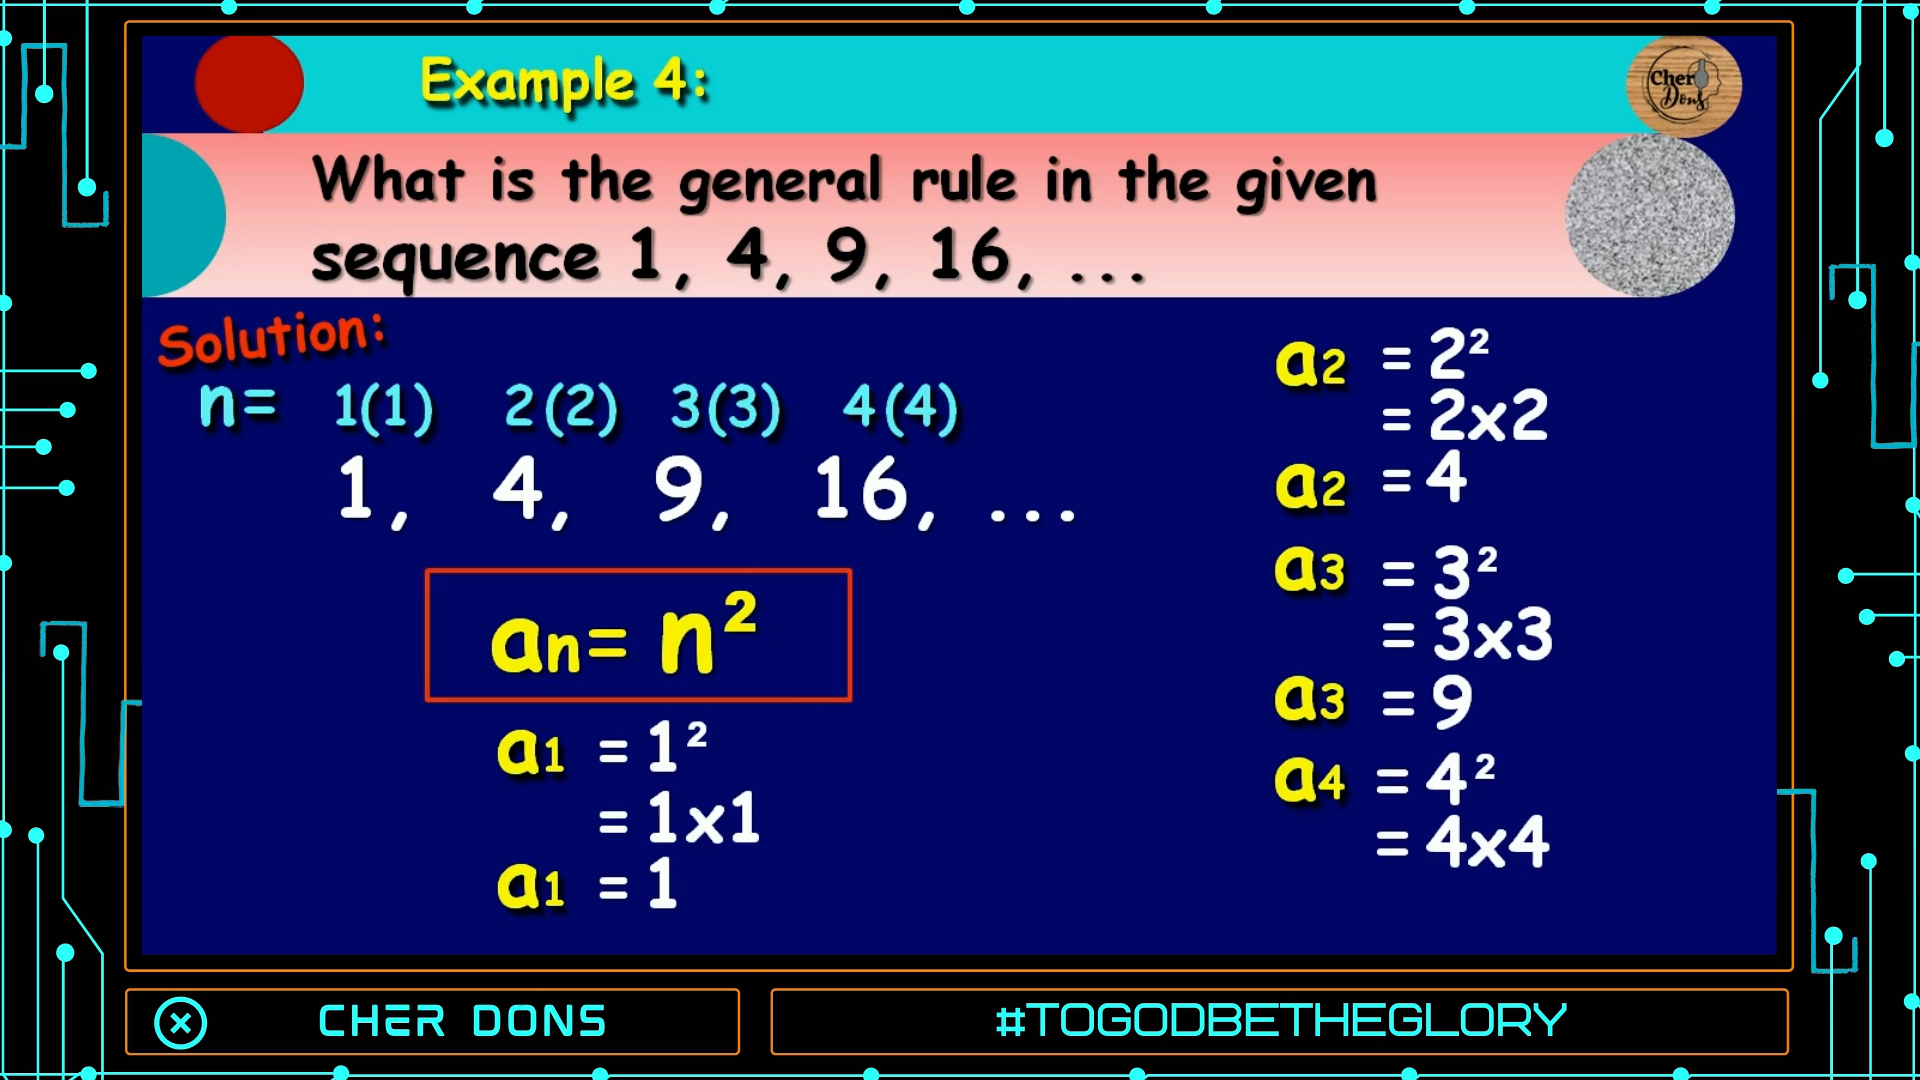 Example 4:
Cher
Dons
What is the general rule in the given
sequence 1, 4, 9, 16, ...
Solution:
n= 1(1) 2(2) 3(3) 4(4)
1, 4, 9, 16, ...
an= n²
a1 = 1²
= 1x1
a1 = 1
a2 = 2²
= 2x2
a2 = 4
a3 = 3²
= 3x3
a3 = 9
a4 = 4²
= 4x4
CHER DONS
#TOGODBETHEGLORY